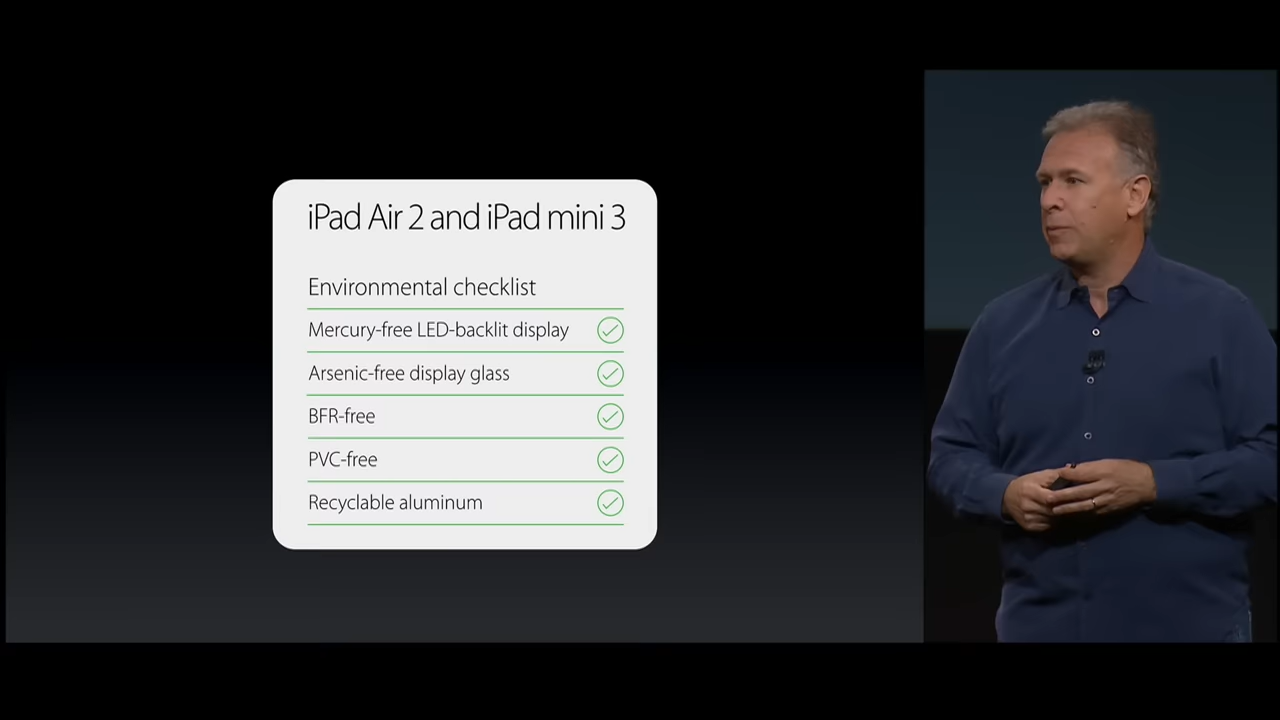 iPad Air 2 and iPad mini 3
Environmental checklist
Mercury-free LED-backlit display
Arsenic-free display glass
BFR-free
PVC-free
Recyclable aluminum